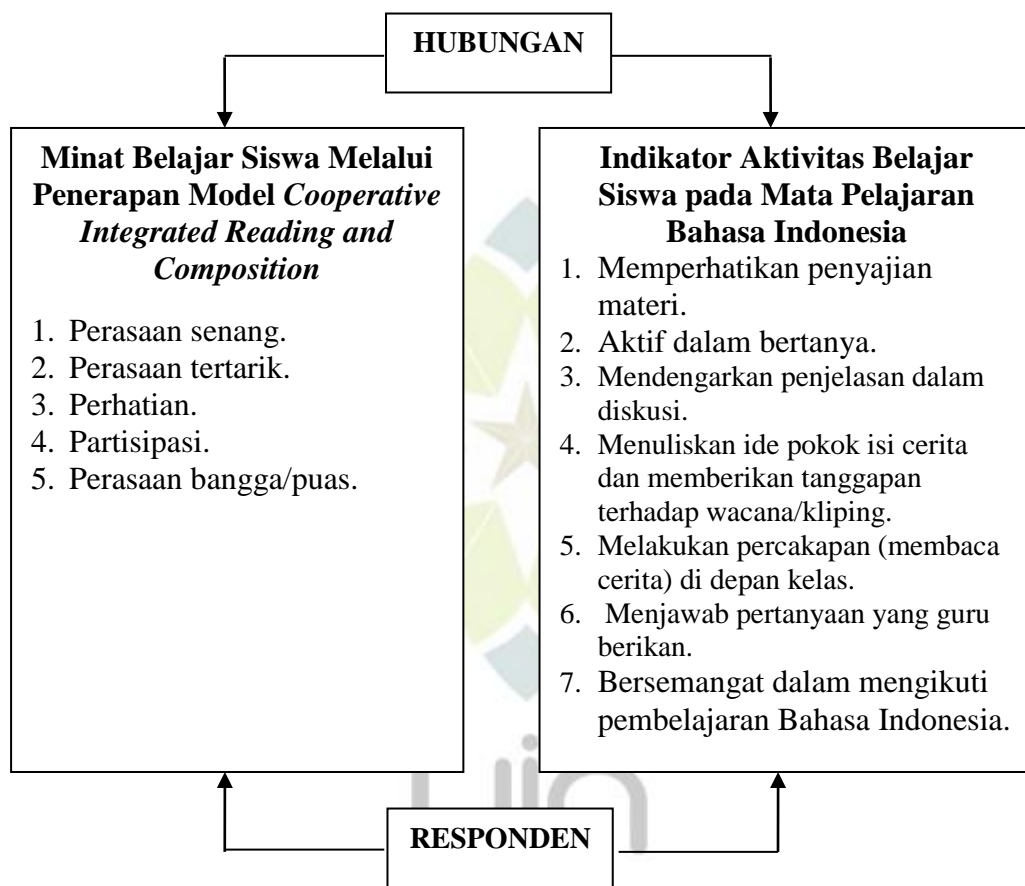 HUBUNGAN
Minat Belajar Siswa Melalui
Penerapan Model Cooperative
Integrated Reading and
Composition
1. Perasaan senang.
2. Perasaan tertarik.
3. Perhatian.
4. Partisipasi.
5. Perasaan bangga/puas.
Indikator Aktivitas Belajar
Siswa pada Mata Pelajaran
Bahasa Indonesia
1. Memperhatikan penyajian
materi.
2. Aktif dalam bertanya.
3. Mendengarkan penjelasan dalam
diskusi.
4. Menuliskan ide pokok isi cerita
dan memberikan tanggapan
terhadap wacana/kliping.
5. Melakukan percakapan (membaca
cerita) di depan kelas.
6. Menjawab pertanyaan yang guru
berikan.
7. Bersemangat dalam mengikuti
pembelajaran Bahasa Indonesia.
uin
RESPONDEN